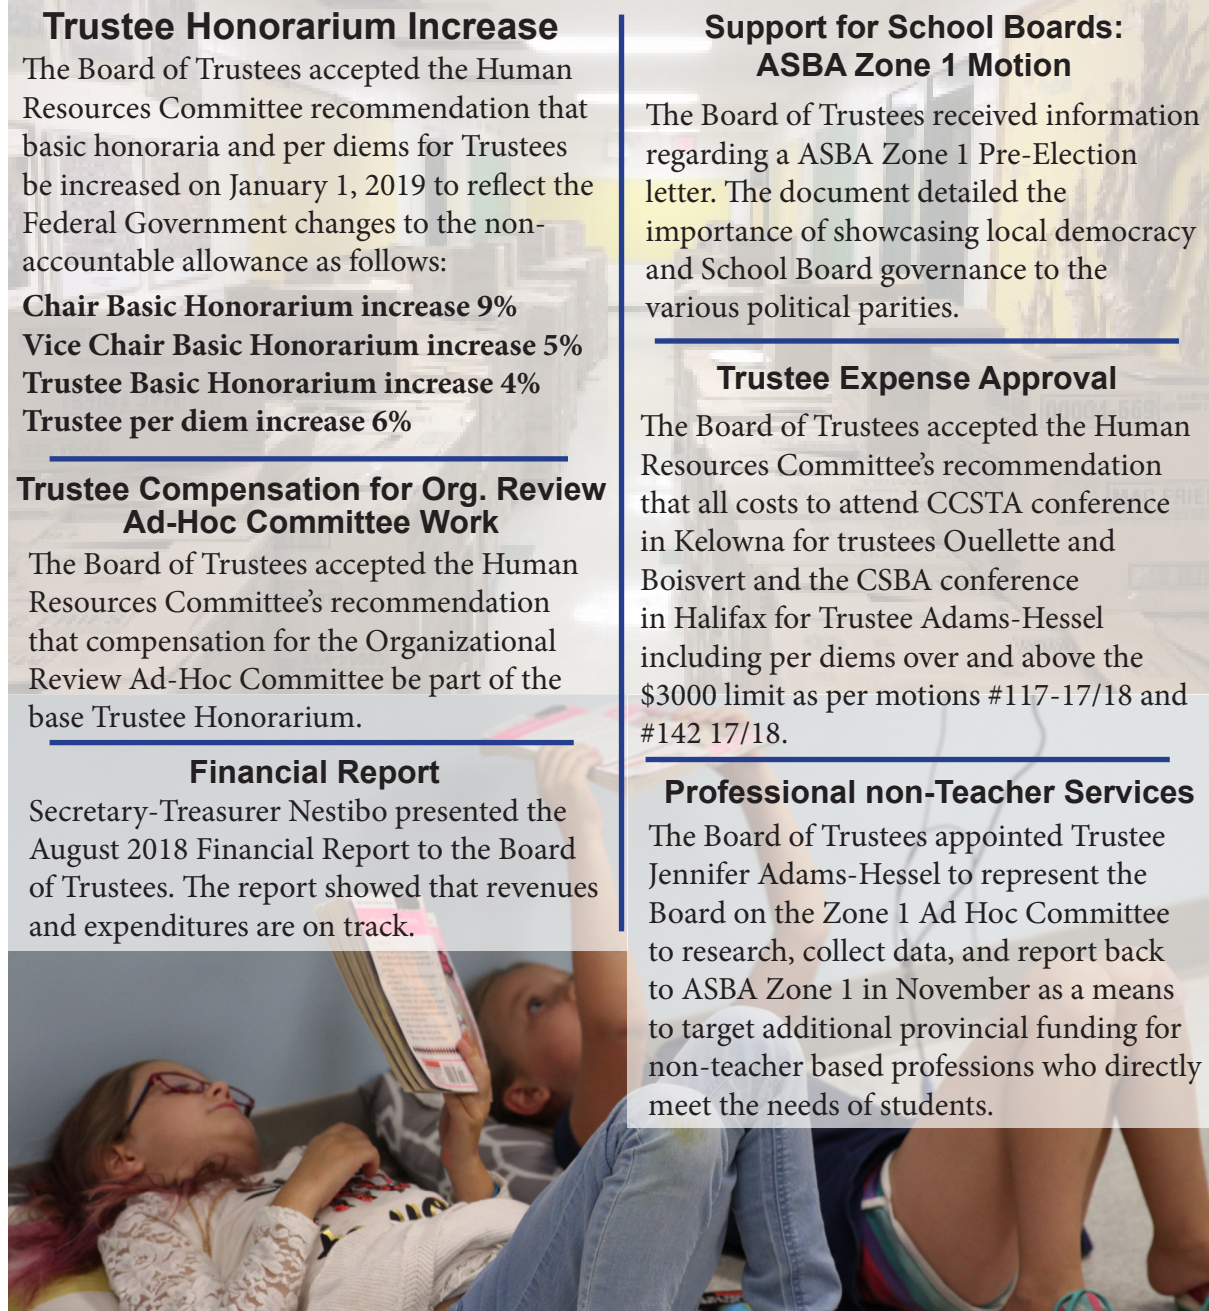 Trustee Honorarium Increase
The Board of Trustees accepted the Human
Resources Committee recommendation that
basic honoraria and per diems for Trustees
be increased on January 1, 2019 to reflect the
Federal Government changes to the non-
accountable allowance as follows:
Chair Basic Honorarium increase 9%
Vice Chair Basic Honorarium increase 5%
Trustee Basic Honorarium increase 4%
Trustee per diem increase 6%
Trustee Compensation for Org. Review
Ad-Hoc Committee Work
The Board of Trustees accepted the Human
Resources Committee's recommendation
that compensation for the Organizational
Review Ad-Hoc Committee be part of the
base Trustee Honorarium.
Financial Report
Secretary-Treasurer Nestibo presented the
August 2018 Financial Report to the Board
of Trustees. The report showed that revenues
and expenditures are on track.
Support for School Boards:
ASBA Zone 1 Motion
The Board of Trustees received information
regarding a ASBA Zone 1 Pre-Election
letter. The document detailed the
importance of showcasing local democracy
and School Board governance to the
various political parities.
Trustee Expense Approval
The Board of Trustees accepted the Human
Resources Committee's recommendation
that all costs to attend CCSTA conference
in Kelowna for trustees Ouellette and
Boisvert and the CSBA conference
in Halifax for Trustee Adams-Hessel
including per diems over and above the
$3000 limit as per motions #117-17/18 and
#142 17/18.
Professional non-Teacher Services
The Board of Trustees appointed Trustee
Jennifer Adams-Hessel to represent the
Board on the Zone 1 Ad Hoc Committee
to research, collect data, and report back
to ASBA Zone 1 in November as a means
to target additional provincial funding for
non-teacher based professions who directly
meet the needs of students.